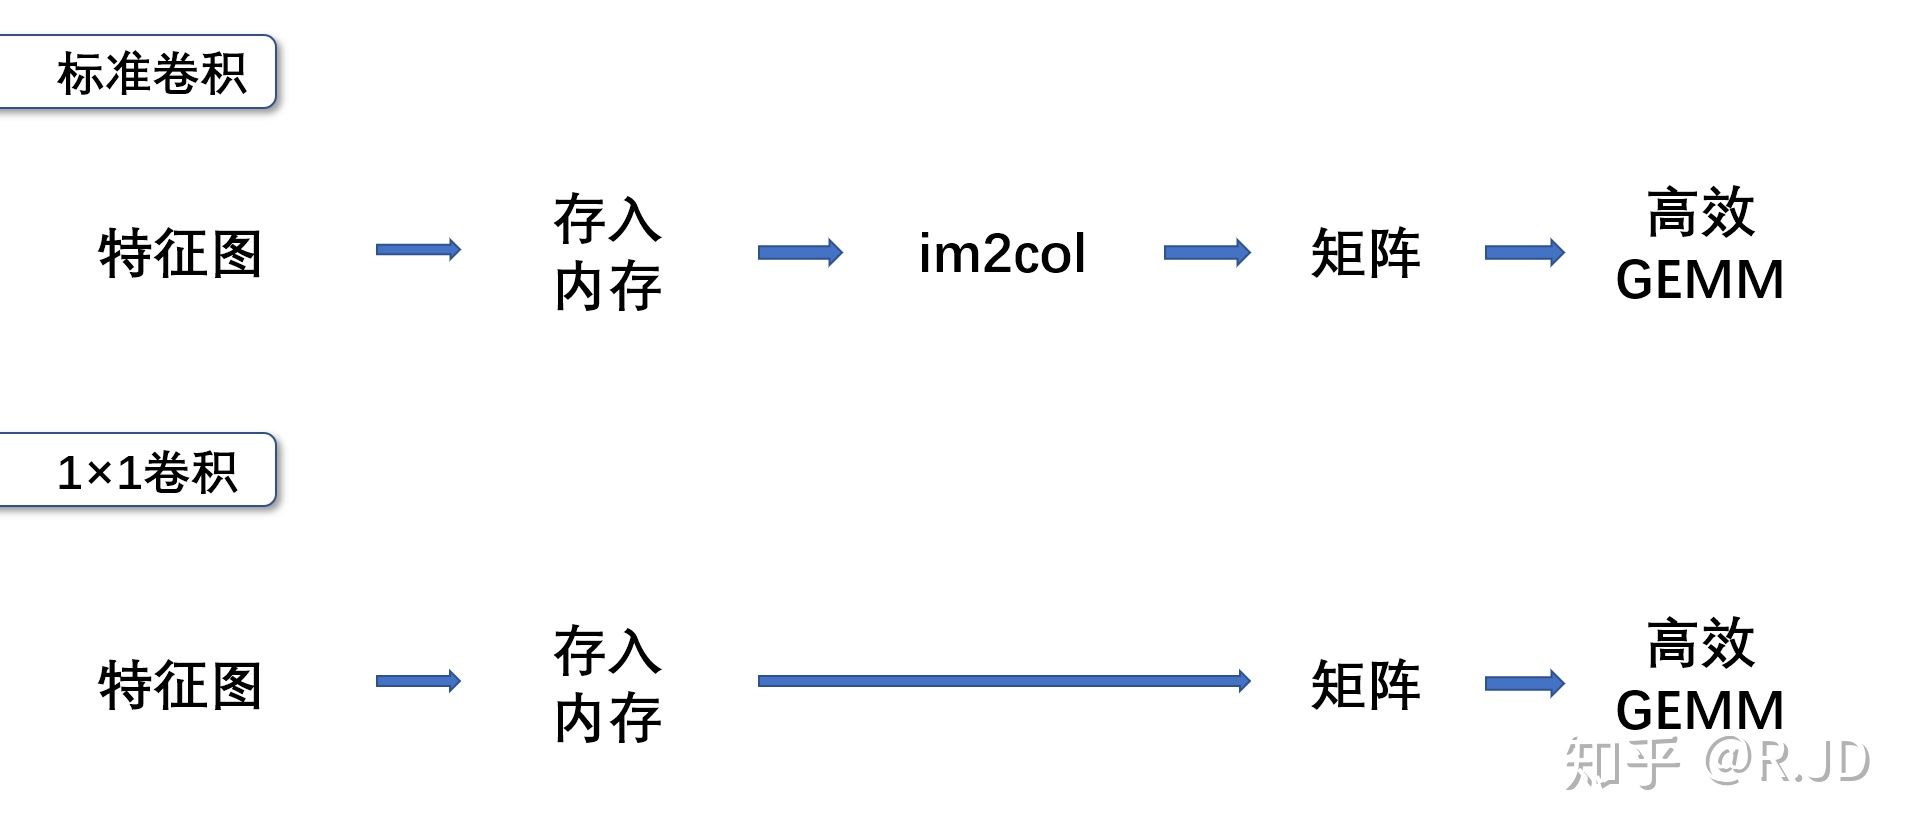 标准卷积
特征图
存入
内存
im2col
矩阵
高效
GEMM
1×1卷积
特征图
存入
内存
矩阵
高效
GEMM
知乎 @R.JD